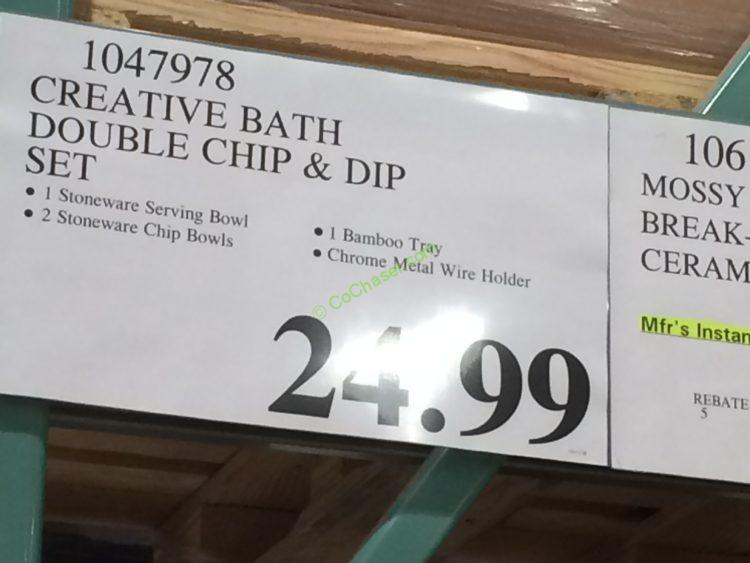 1047978
CREATIVE BATH
DOUBLE CHIP & DIP
SET
• 1 Stoneware Serving Bowl
• 2 Stoneware Chip Bowls
• 1 Bamboo Tray
• Chrome Metal Wire Holder
© CoChaser.com
24.99
106
MOSSY
BREAK-
CERAM
Mfr's Instan
REBATE
5